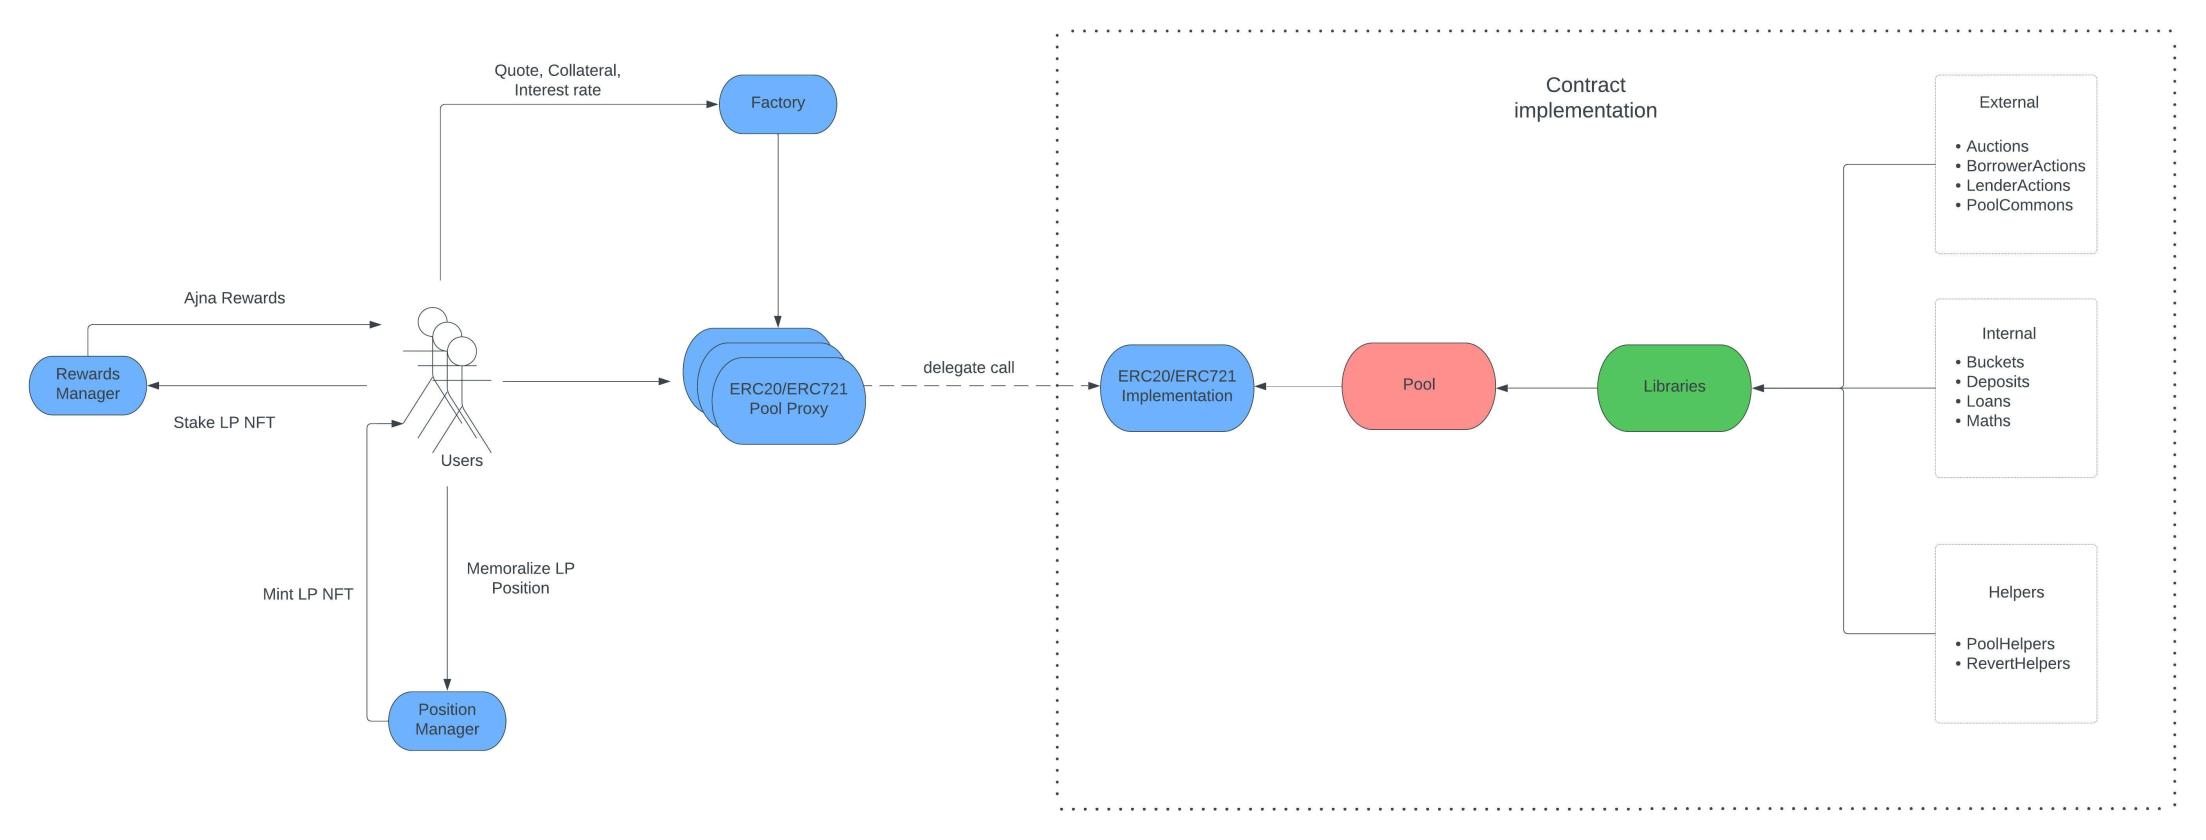 Quote, Collateral,
Interest rate
Factory
Contract
implementation
External
• Auctions
• BorrowerActions
• LenderActions
• PoolCommons
Ajna Rewards
Rewards
Manager
Stake LP NFT
Users
ERC20/ERC721
Pool Proxy
delegate call
ERC20/ERC721
Implementation
Pool
Libraries
Internal
• Buckets
• Deposits
• Loans
• Maths
Mint LP NFT
Memoralize LP
Position
Position
Manager
Helpers
• PoolHelpers
• RevertHelpers